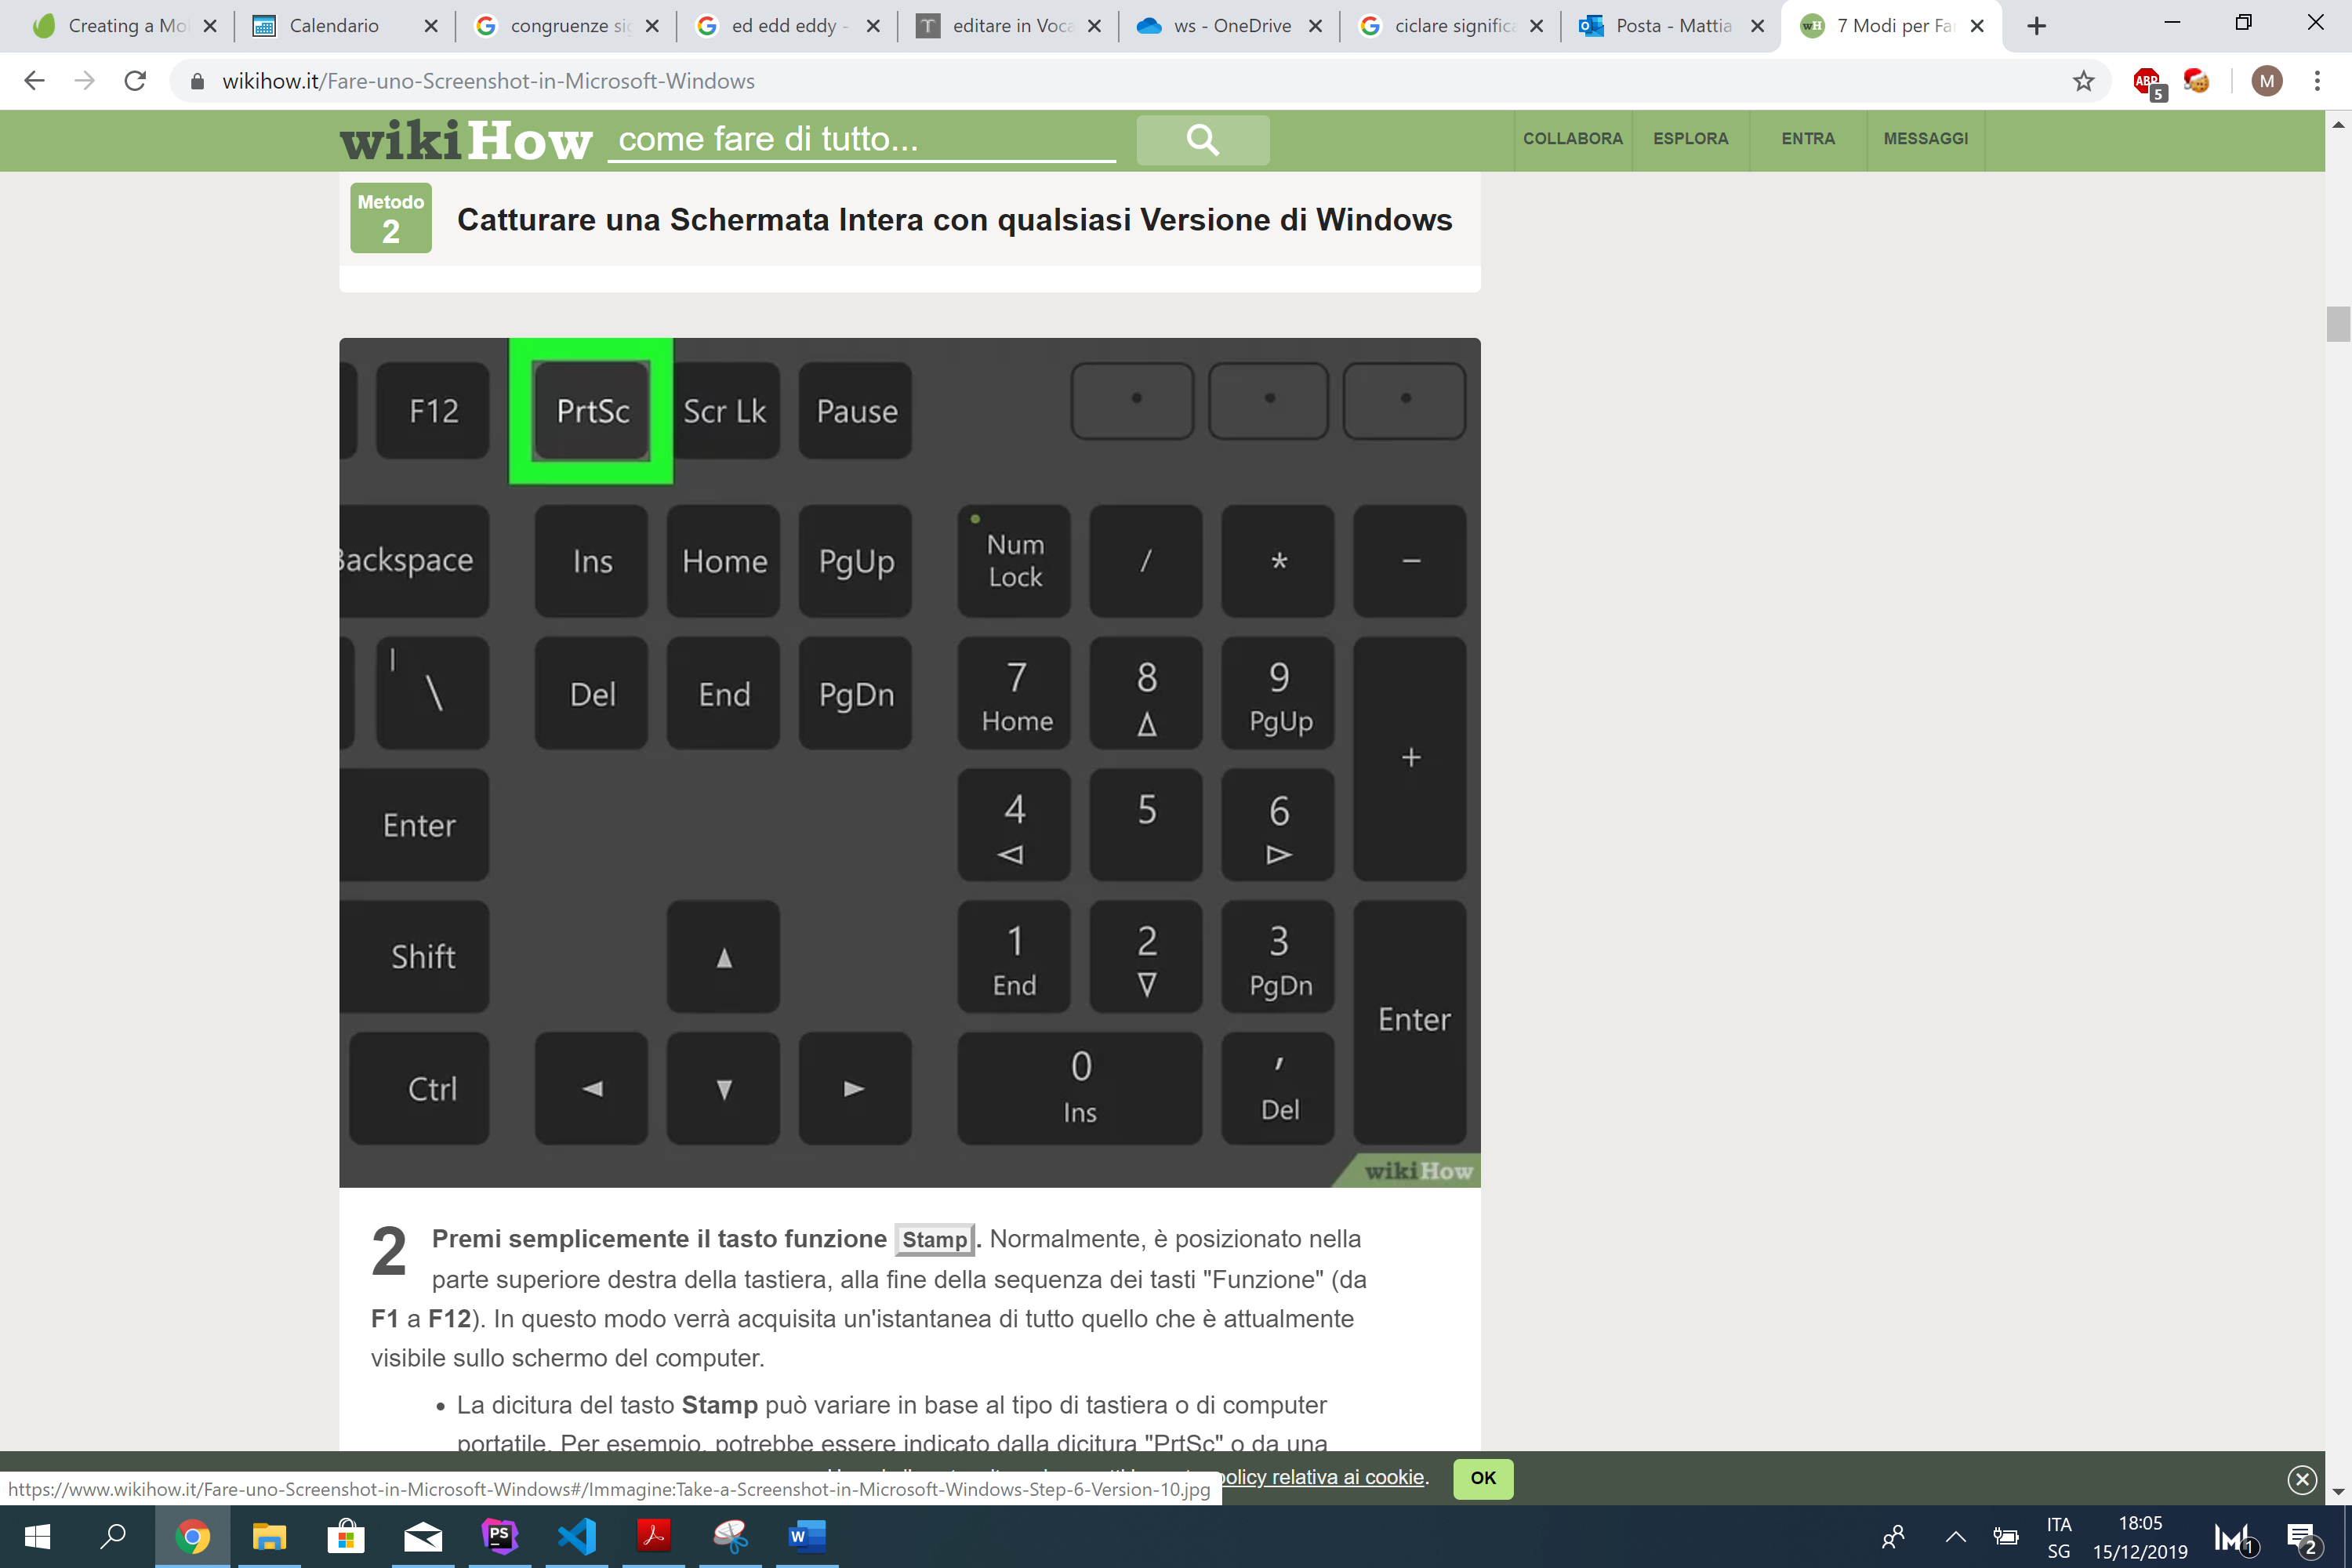 Creating a Mo
Calendario
congruenze si
ed edd eddy -
editare in Voca
ws - OneDrive
ciclare significa
Posta - Mattia
7 Modi per Fa
wikihow.it/Fare-uno-Screenshot-in-Microsoft-Windows
ABP
5
M
wikiHow
come fare di tutto...
COLLABORA
ESPLORA
ENTRA
MESSAGGI
Metodo
2
Catturare una Schermata Intera con qualsiasi Versione di Windows
F12
PrtSc
Scr Lk
Pause
Backspace
Ins
Home
PgUp
Num
Lock
/
*
−
|
\
Del
End
PgDn
7
Home
8
9
PgUp
+
Enter
4
5
6
Shift
1
End
2
3
PgDn
Enter
Ctrl
0
Ins
,
Del
wikiHow
2 Premi semplicemente il tasto funzione Stamp. Normalmente, è posizionato nella
parte superiore destra della tastiera, alla fine della sequenza dei tasti "Funzione" (da
F1 a F12). In questo modo verrà acquisita un'istantanea di tutto quello che è attualmente
visibile sullo schermo del computer.
• La dicitura del tasto Stamp può variare in base al tipo di tastiera o di computer
portatile. Per esempio, potrebbe essere indicato dalla dicitura "PrtSc" o da una
policy relativa ai cookie.
OK
https://www.wikihow.it/Fare-uno-Screenshot-in-Microsoft-Windows#/Immagine:Take-a-Screenshot-in-Microsoft-Windows-Step-6-Version-10.jpg
PS
W
ITA
SG
18:05
15/12/2019
1
2